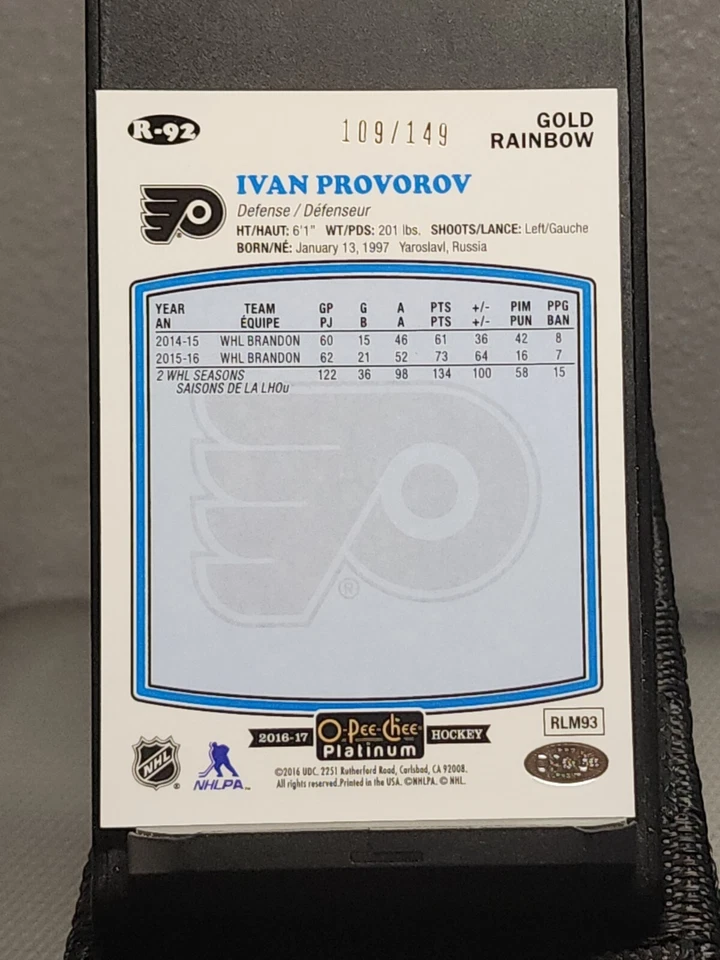 R-92
109/149
GOLD
RAINBOW
IVAN PROVOROV
Defense / Défenseur
HT/HAUT: 6'1" WT/PDS: 201 lbs. SHOOTS/LANCE: Left/Gauche
BORN/NÉ: January 13, 1997 Yaroslavl, Russia
YEAR TEAM GP G A PTS +/- PIM PPG
AN ÉQUIPE PJ B A PTS +/- PUN BAN
2014-15 WHL BRANDON 60 15 46 61 36 42 8
2015-16 WHL BRANDON 62 21 52 73 64 16 7
2 WHL SEASONS 122 36 98 134 100 58 15
SAISONS DE LA LHOu
®
RLM93
2016-17 O-Pee-Chee HOCKEY
Platinum
NHL ®
NHLPA™
©2016 UDC. 2251 Rutherford Road, Carlsbad, CA 92008.
All rights reserved. Printed in the USA. ©NHLPA. © NHL.